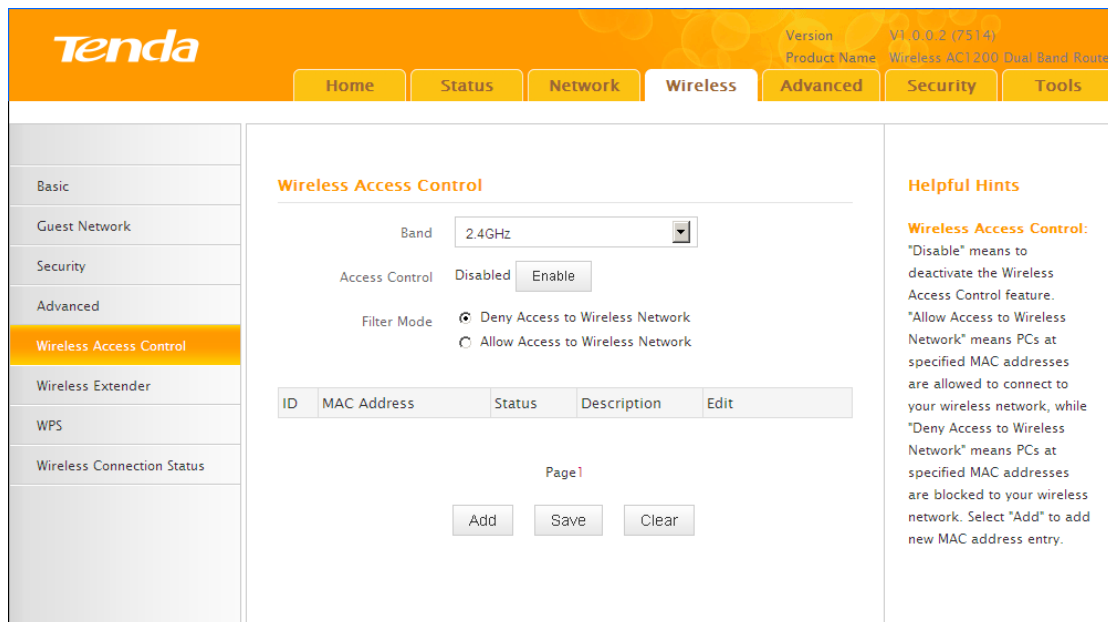 Tenda
Version V1.0.0.2 (7514)
Product Name Wireless AC1200 Dual Band Route
Home Status Network Wireless Advanced Security Tools
Basic
Guest Network
Security
Advanced
Wireless Access Control
Wireless Extender
WPS
Wireless Connection Status
Wireless Access Control
Band 2.4GHz
Access Control Disabled Enable
Filter Mode Deny Access to Wireless Network
Allow Access to Wireless Network
ID MAC Address Status Description Edit
Page1
Add Save Clear
Helpful Hints
Wireless Access Control:
"Disable" means to
deactivate the Wireless
Access Control feature.
"Allow Access to Wireless
Network" means PCs at
specified MAC addresses
are allowed to connect to
your wireless network, while
"Deny Access to Wireless
Network" means PCs at
specified MAC addresses
are blocked to your wireless
network. Select "Add" to add
new MAC address entry.